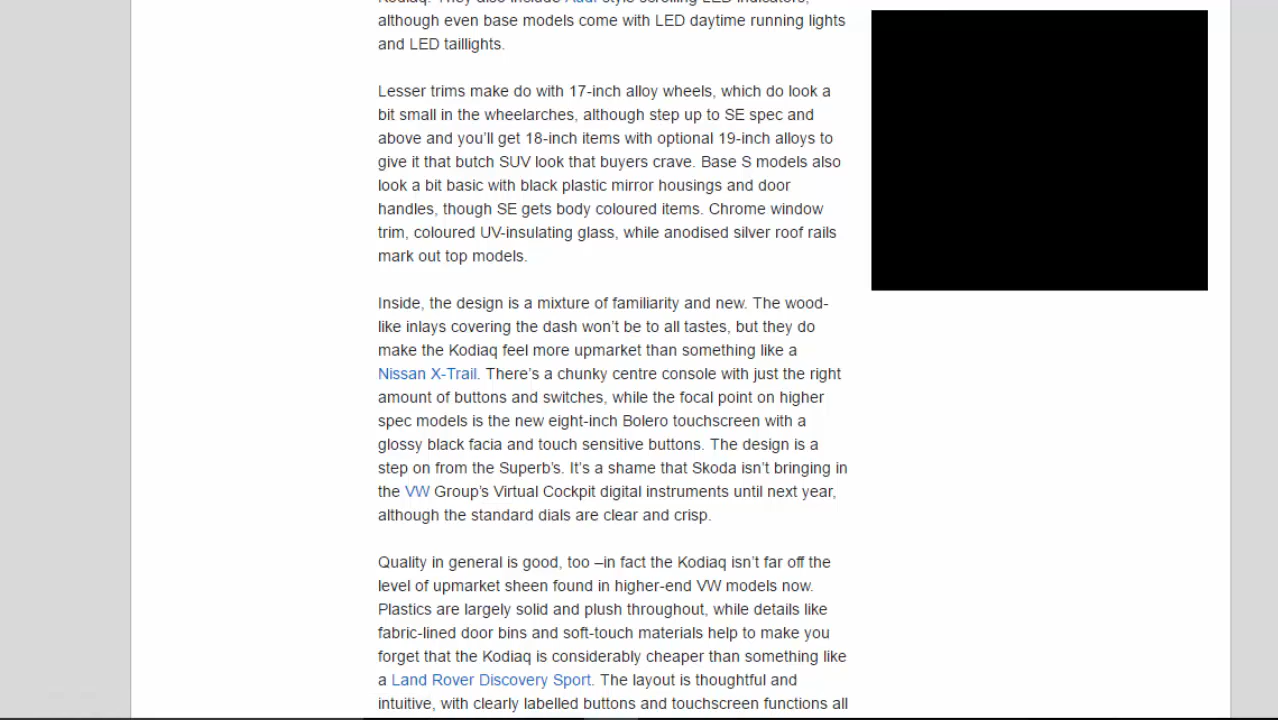 Kodiaq. They also include Audi-style scrolling LED indicators,
although even base models come with LED daytime running lights
and LED taillights.
Lesser trims make do with 17-inch alloy wheels, which do look a
bit small in the wheelarches, although step up to SE spec and
above and you’ll get 18-inch items with optional 19-inch alloys to
give it that butch SUV look that buyers crave. Base S models also
look a bit basic with black plastic mirror housings and door
handles, though SE gets body coloured items. Chrome window
trim, coloured UV-insulating glass, while anodised silver roof rails
mark out top models.
Inside, the design is a mixture of familiarity and new. The wood-
like inlays covering the dash won’t be to all tastes, but they do
make the Kodiaq feel more upmarket than something like a
Nissan X-Trail. There’s a chunky centre console with just the right
amount of buttons and switches, while the focal point on higher
spec models is the new eight-inch Bolero touchscreen with a
glossy black facia and touch sensitive buttons. The design is a
step on from the Superb’s. It’s a shame that Skoda isn’t bringing in
the VW Group’s Virtual Cockpit digital instruments until next year,
although the standard dials are clear and crisp.
Quality in general is good, too –in fact the Kodiaq isn’t far off the
level of upmarket sheen found in higher-end VW models now.
Plastics are largely solid and plush throughout, while details like
fabric-lined door bins and soft-touch materials help to make you
forget that the Kodiaq is considerably cheaper than something like
a Land Rover Discovery Sport. The layout is thoughtful and
intuitive, with clearly labelled buttons and touchscreen functions all